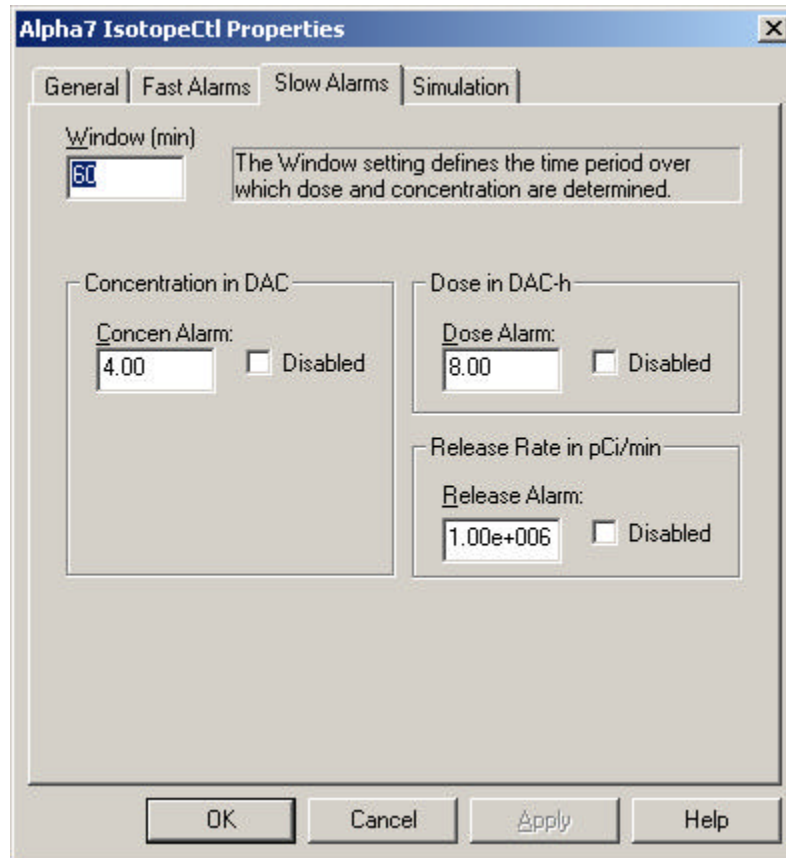 Alpha7 IsotopeCtl Properties
General Fast Alarms Slow Alarms Simulation
Window (min)
60
The Window setting defines the time period over
which dose and concentration are determined.
Concentration in DAC
Concen Alarm:
4.00 Disabled
Dose in DAC-h
Dose Alarm:
8.00 Disabled
Release Rate in pCi/min
Release Alarm:
1.00e+006 Disabled
OK Cancel Apply Help